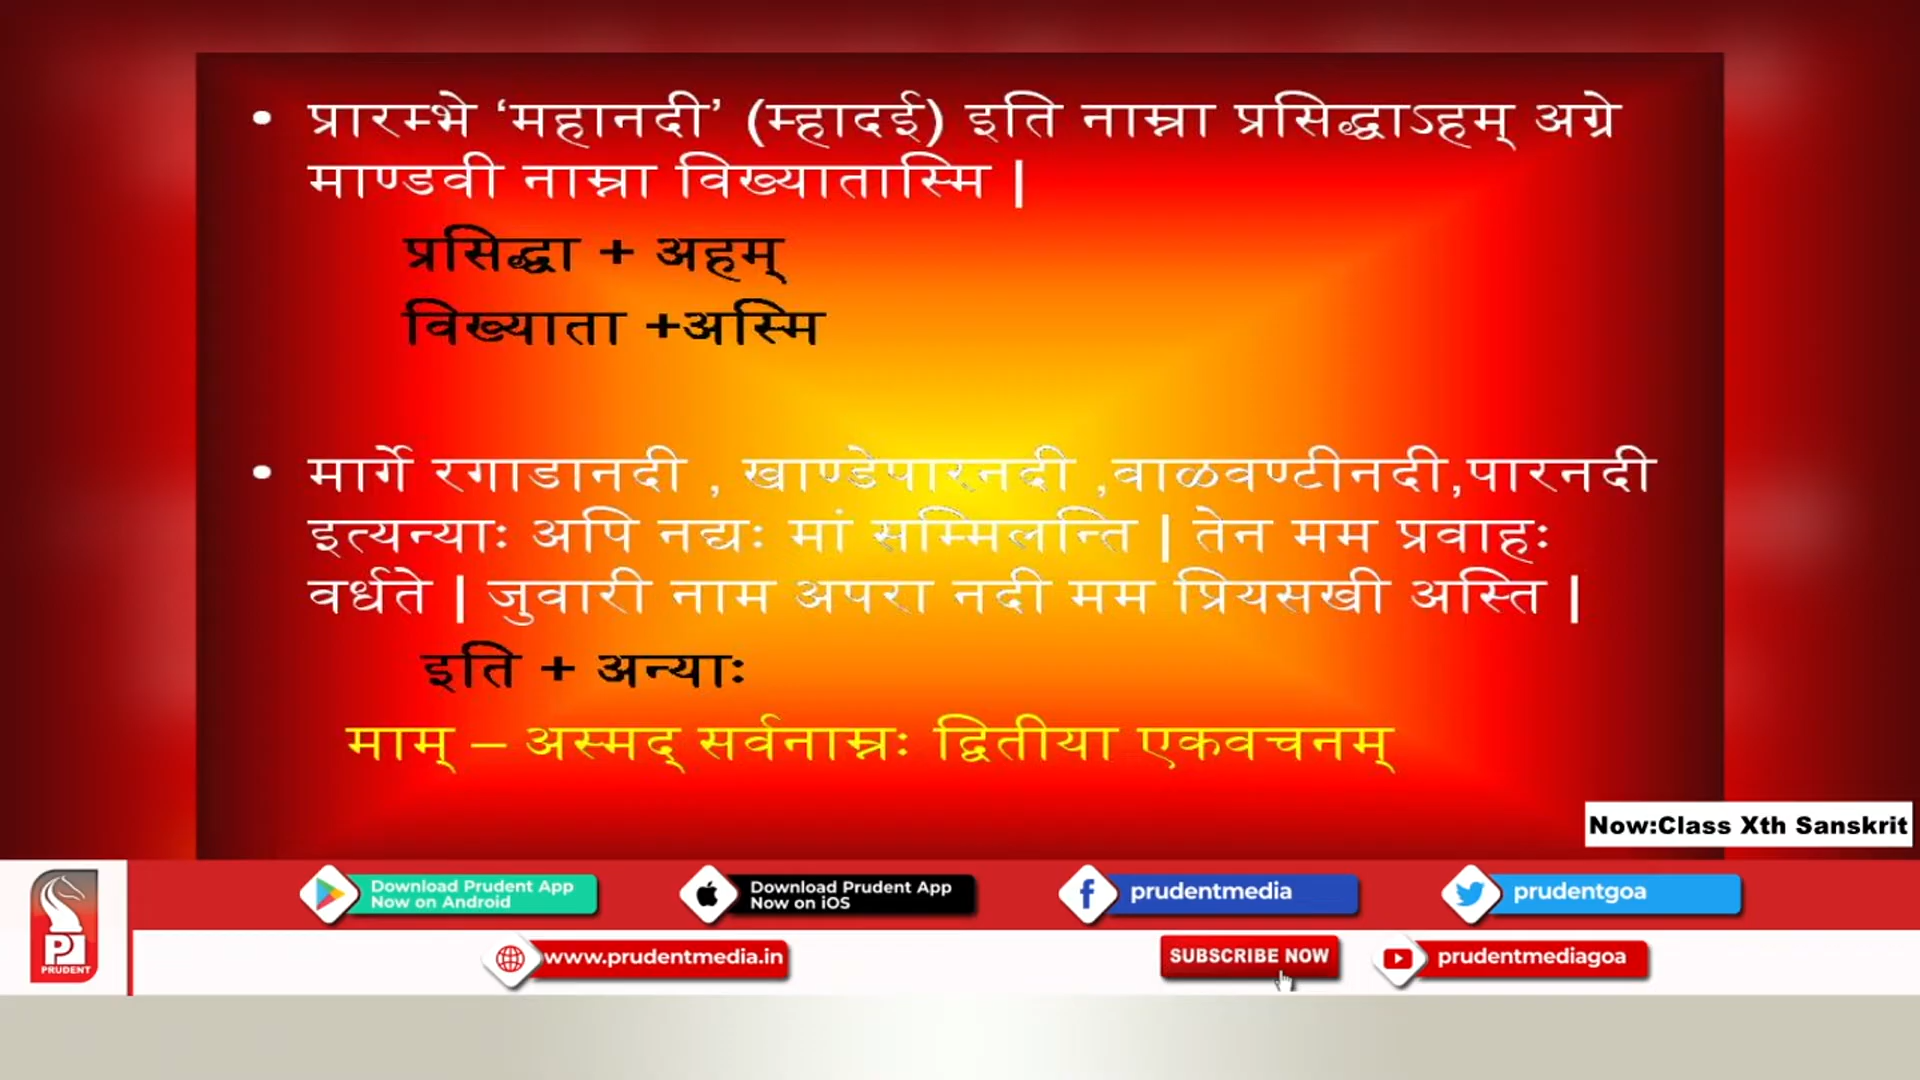 • प्रारम्भे ‘महानदी’ (म्हादई) इति नाम्ना प्रसिद्धाऽहम् अग्रे
माण्डवी नाम्ना विख्यातास्मि |
प्रसिद्धा + अहम्
विख्याता +अस्मि
• मार्गे रगाडानदी , खाण्डेपारनदी ,वाळवण्टीनदी,पारनदी
इत्यन्याः अपि नद्यः मां सम्मिलन्ति | तेन मम प्रवाहः
वर्धते | जुवारी नाम अपरा नदी मम प्रियसखी अस्ति |
इति + अन्याः
माम् – अस्मद् सर्वनाम्नः द्वितीया एकवचनम्
Now:Class Xth Sanskrit
Download Prudent App
Now on Android
Download Prudent App
Now on iOS
prudentmedia
prudentgoa
PRUDENT
www.prudentmedia.in
SUBSCRIBE NOW
prudentmediagoa